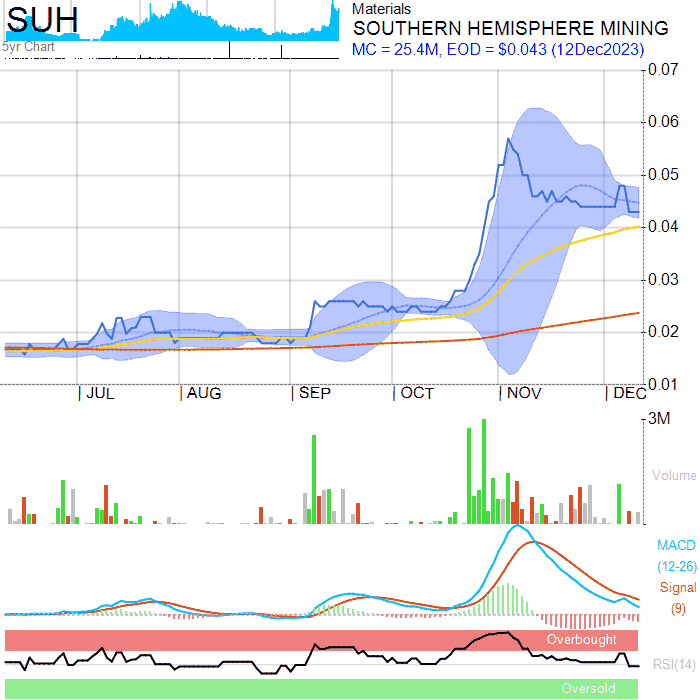 SUH
Materials
SOUTHERN HEMISPHERE MINING
5yr Chart
MC = 25.4M, EOD = $0.043 (12Dec2023)
0.07
0.06
0.05
0.04
0.03
0.02
0.01
JUL AUG SEP OCT NOV DEC
3M
Volume
MACD
(12-26)
Signal
(9)
Overbought
RSI(14)
Oversold